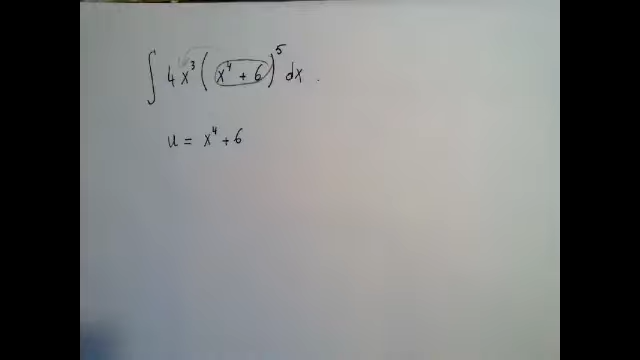 ∫ 4x³(x⁴ + 6)⁵ dx .
u = x⁴ + 6